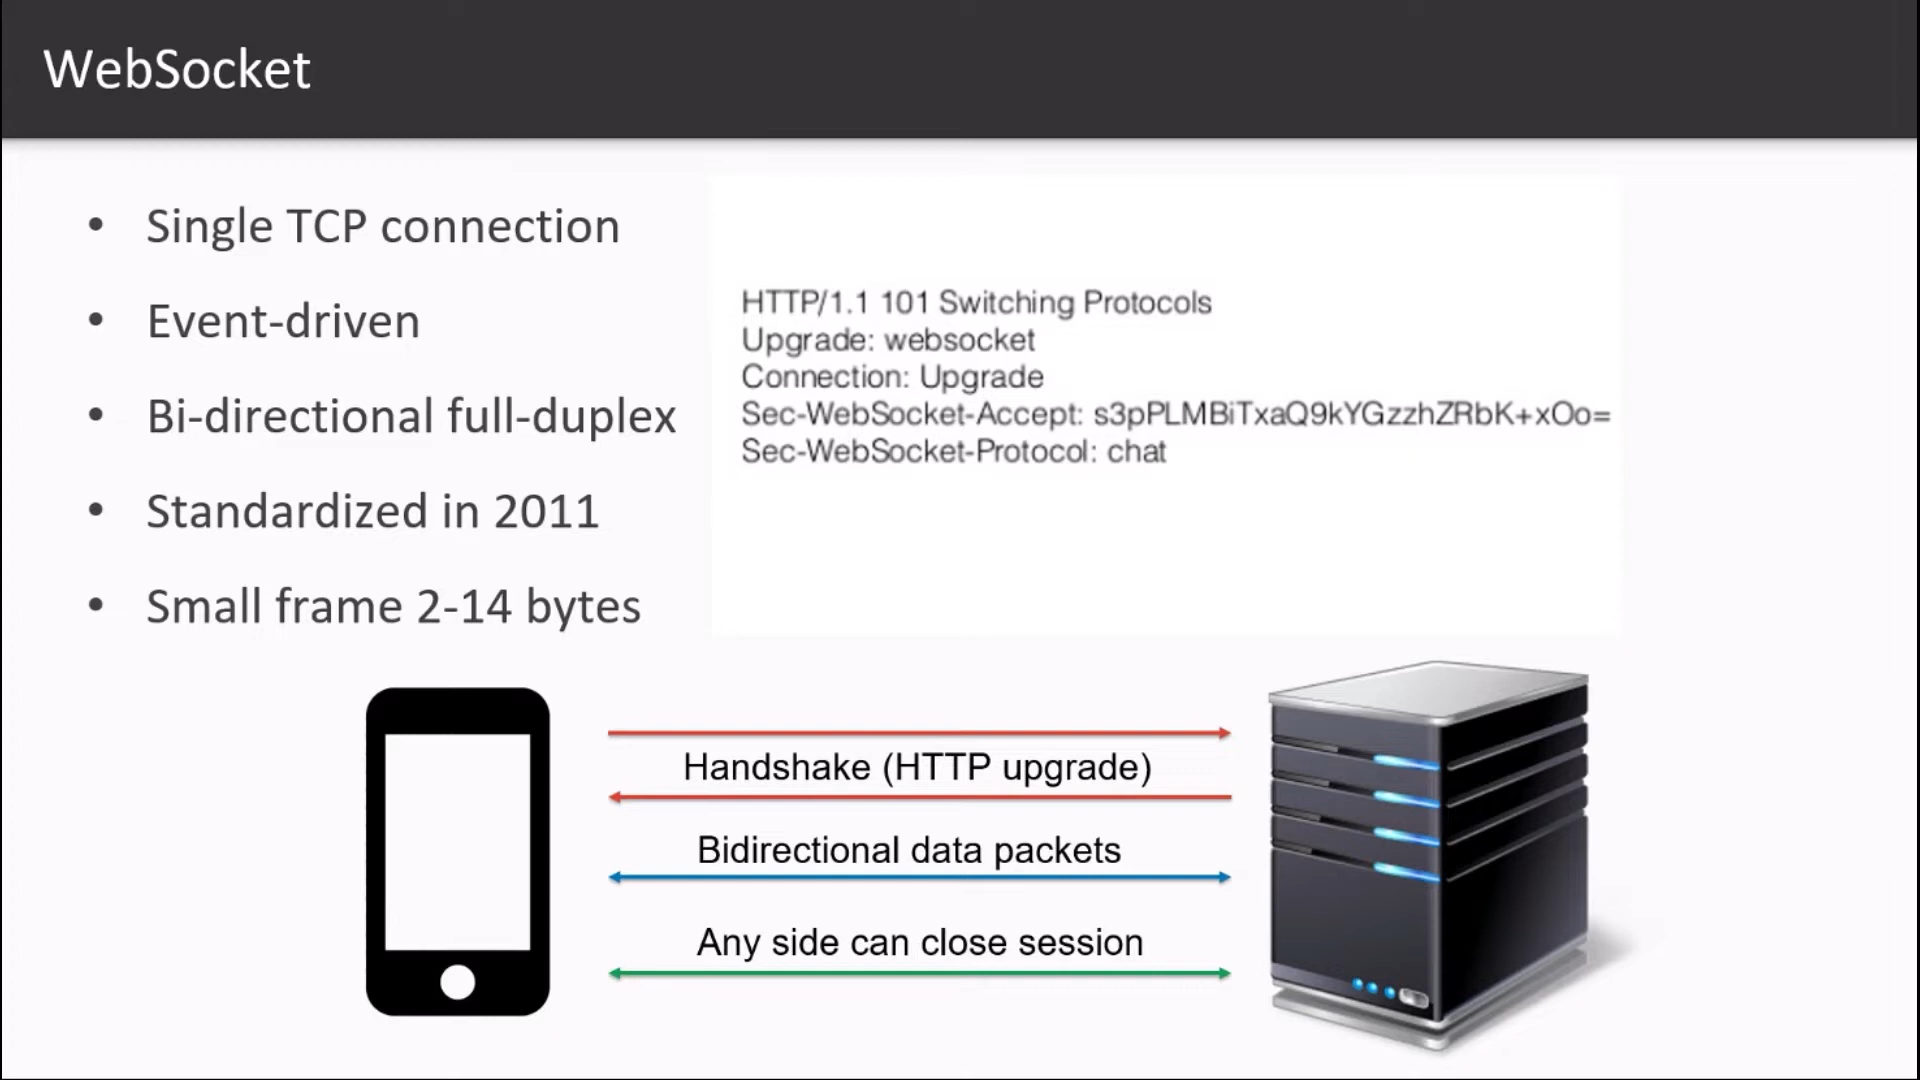 WebSocket
• Single TCP connection
• Event-driven
• Bi-directional full-duplex
• Standardized in 2011
• Small frame 2-14 bytes
HTTP/1.1 101 Switching Protocols
Upgrade: websocket
Connection: Upgrade
Sec-WebSocket-Accept: s3pPLMBiTxaQ9kYGzzhZRbK+xOo=
Sec-WebSocket-Protocol: chat
Handshake (HTTP upgrade)
Bidirectional data packets
Any side can close session